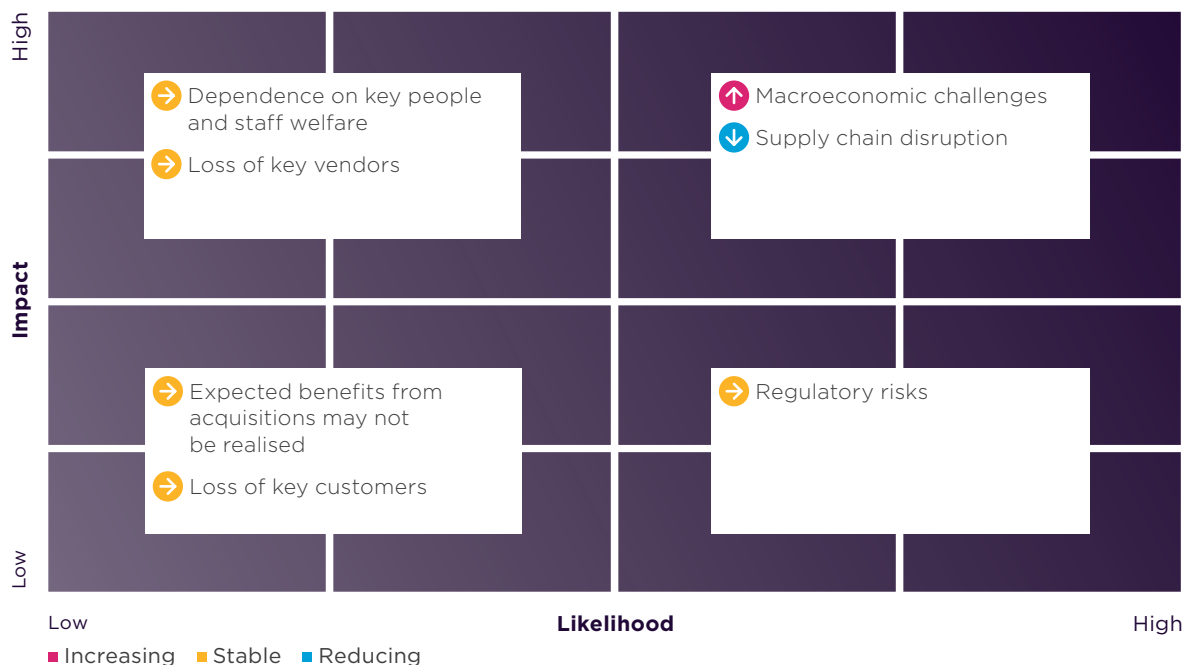 High
Dependence on key people
and staff welfare
Loss of key vendors
Macroeconomic challenges
Supply chain disruption
Impact
Expected benefits from
acquisitions may not
be realised
Loss of key customers
Regulatory risks
Low
Low
Likelihood
High
Increasing
Stable
Reducing